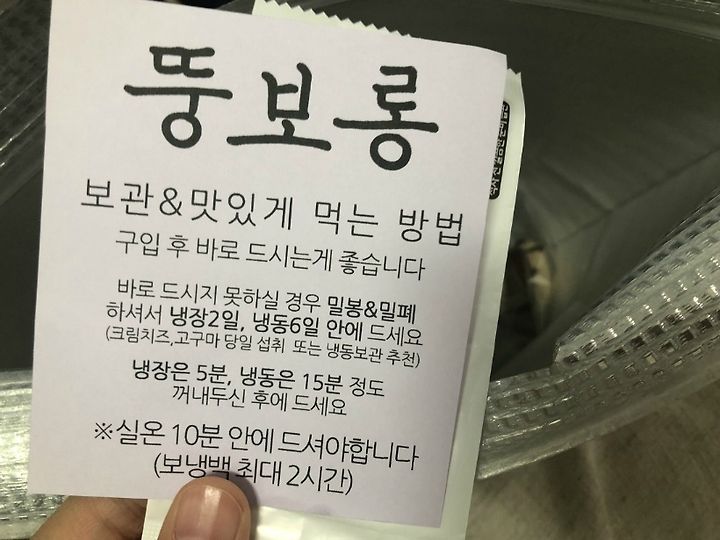 뚱보롱
보관&맛있게 먹는 방법
구입 후 바로 드시는게 좋습니다
바로 드시지 못하실 경우 밀봉&밀폐
하셔서 냉장2일, 냉동6일 안에 드세요
(크림치즈,고구마 당일 섭취 또는 냉동보관 추천)
냉장은 5분, 냉동은 15분 정도
꺼내두신 후에 드세요
※실온 10분 안에 드셔야합니다
(보냉백 최대 2시간)